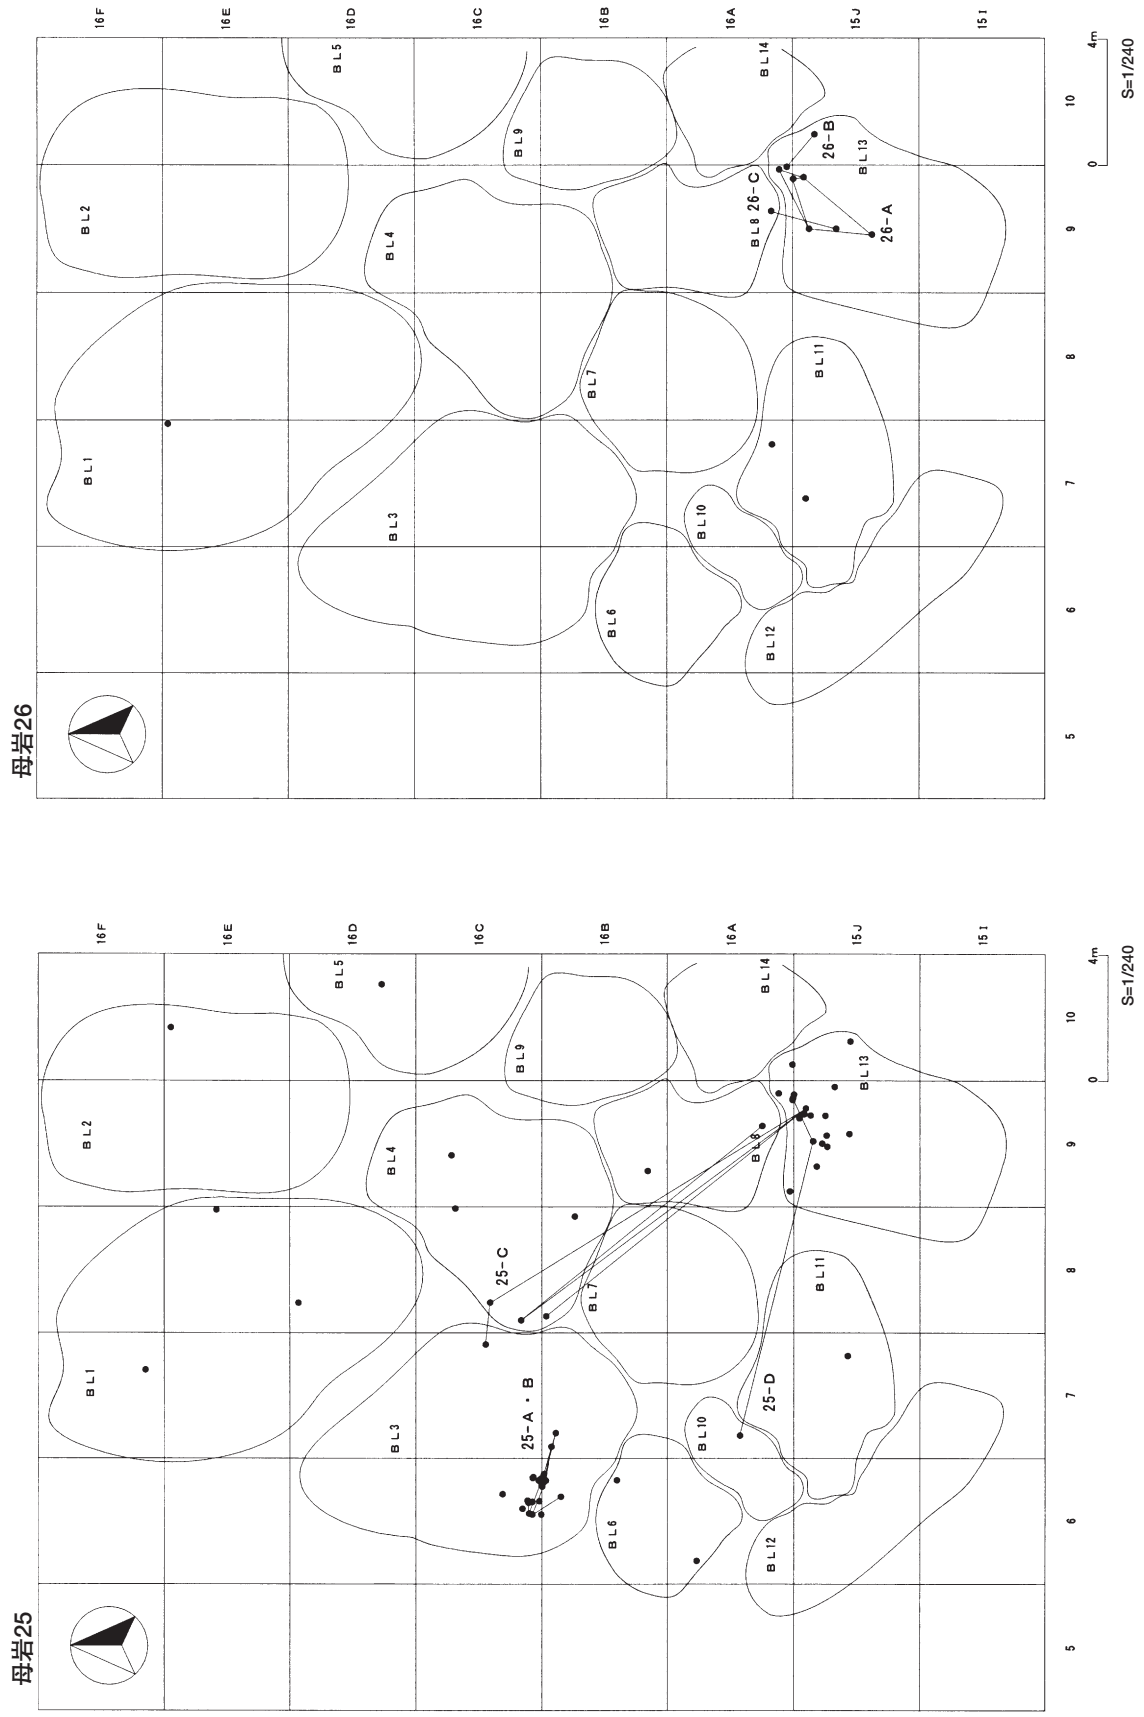 母岩26
16F
16E
16D
16C
16B
16A
15J
15I
BL5
BL14
BL9
BL2
BL4
BL8
26-C
26-B
BL13
26-A
BL7
BL11
BL1
BL3
BL10
BL6
BL12
10
9
8
7
6
5
0
4m
S=1/240
母岩25
16F
16E
16D
16C
16B
16A
15J
15I
BL5
BL14
BL9
BL2
BL4
BL8
BL13
25-C
BL7
BL11
BL1
25-A・B
25-D
BL3
BL10
BL6
BL12
10
9
8
7
6
5
0
4m
S=1/240